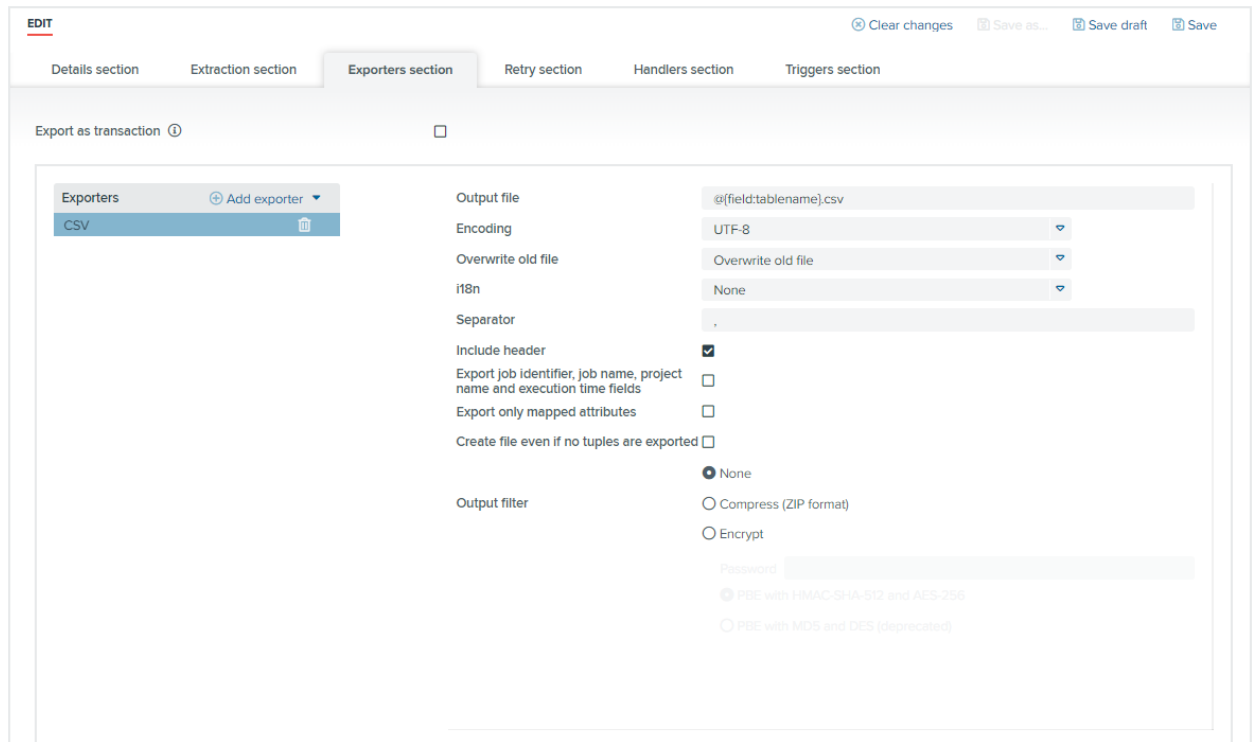 EDIT
Clear changes
Save as...
Save draft
Save
Details section
Extraction section
Exporters section
Retry section
Handlers section
Triggers section
Export as transaction
Exporters
Add exporter
CSV
Output file
@{field:tablename}.csv
Encoding
UTF-8
Overwrite old file
Overwrite old file
i18n
None
Separator
,
Include header
Export job identifier, job name, project
name and execution time fields
Export only mapped attributes
Create file even if no tuples are exported
None
Output filter
Compress (ZIP format)
Encrypt
Password
PBE with HMAC-SHA-512 and AES-256
PBE with MD5 and DES (deprecated)